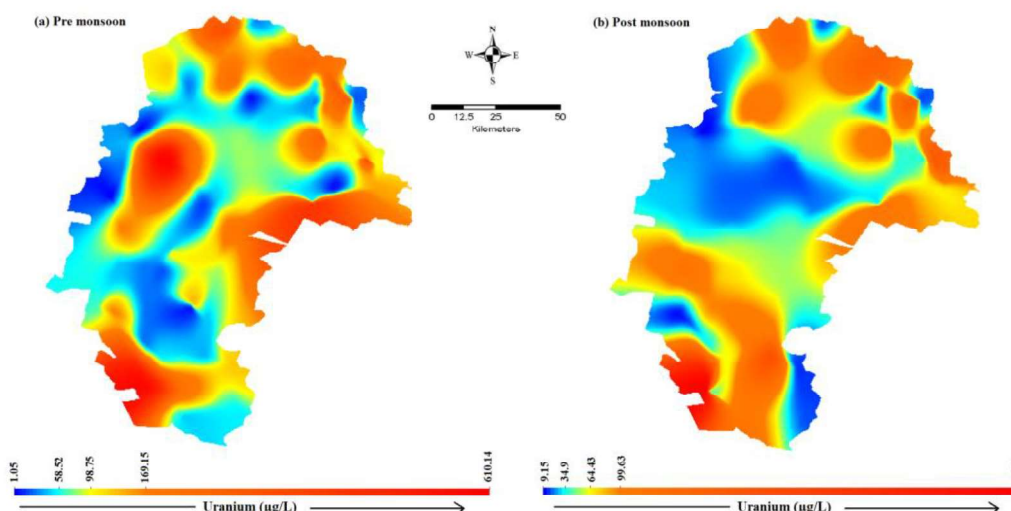 (a) Pre monsoon
(b) Post monsoon
N
W E
S
0 12.5 25 50
Kilometers
1.05 58.52 98.75 169.15 610.14
Uranium (µg/L)
9.15 34.9 64.43 99.63
Uranium (µg/L)